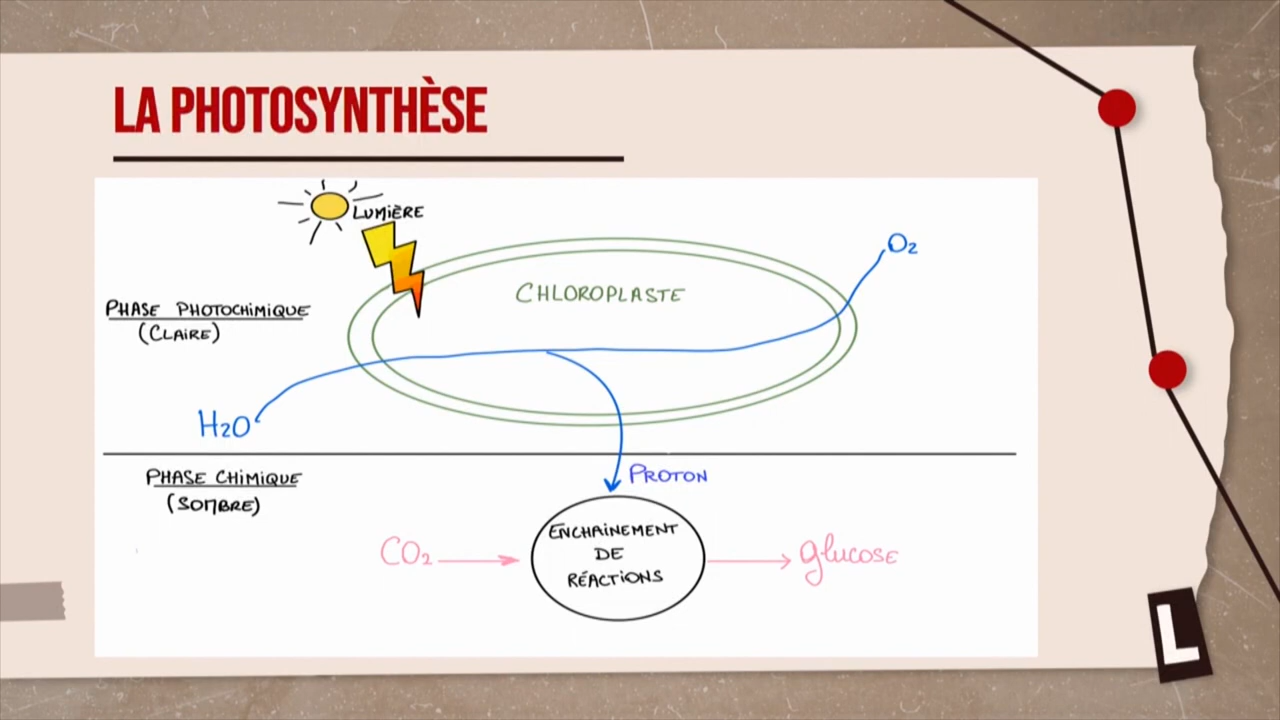 LA PHOTOSYNTHÈSE
LUMIÈRE
O2
CHLOROPLASTE
PHASE PHOTOCHIMIQUE
(CLAIRE)
H2O
PHASE CHIMIQUE
(SOMBRE)
PROTON
ENCHAINEMENT
DE
RÉACTIONS
CO2
glucose
L